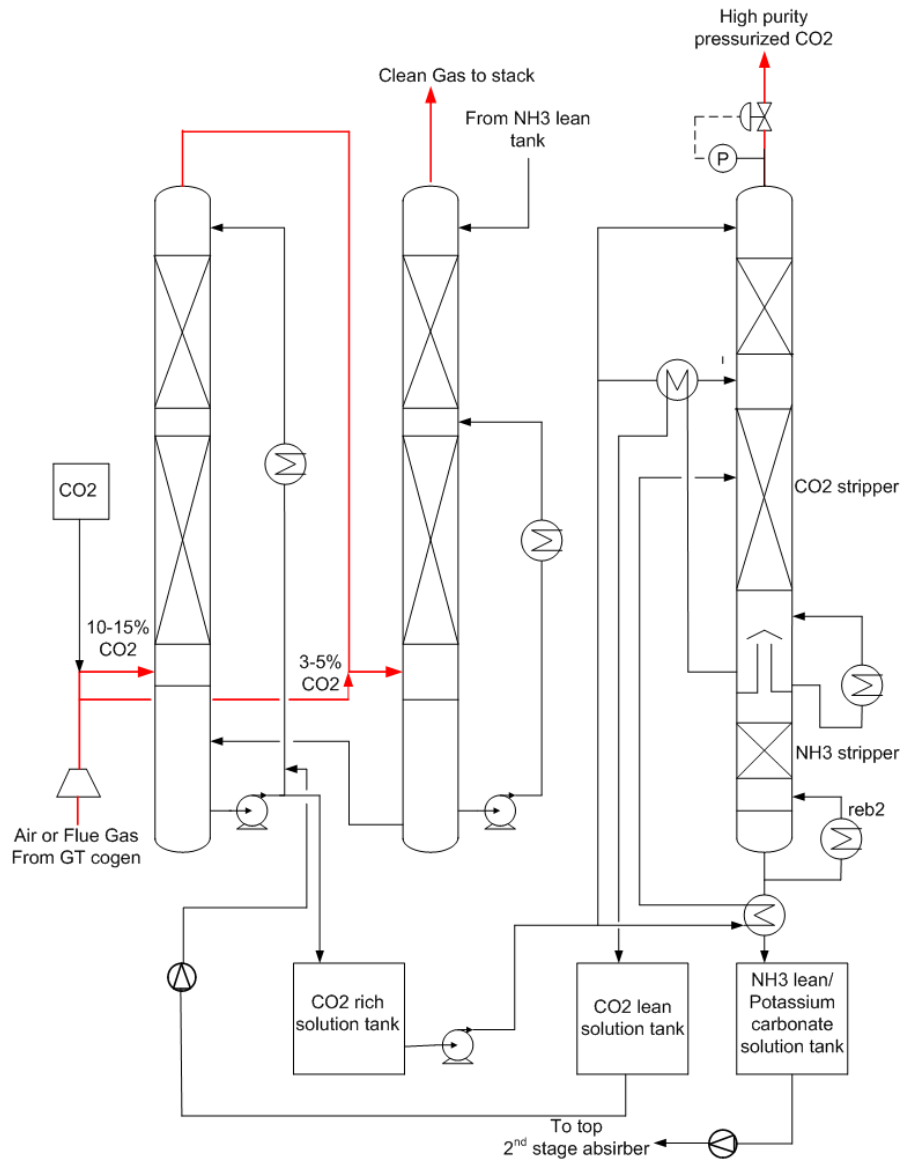 High purity
pressurized CO2
Clean Gas to stack
From NH3 lean
tank
P
CO2
CO2 stripper
10-15%
CO2
3-5%
CO2
NH3 stripper
reb2
Air or Flue Gas
From GT cogen
CO2 rich
solution tank
CO2 lean
solution tank
NH3 lean/
Potassium
carbonate
solution tank
To top
2nd stage absirber